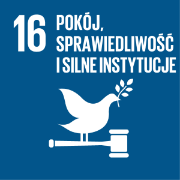 16 POKÓJ,
SPRAWIEDLIWOŚĆ
I SILNE INSTYTUCJE